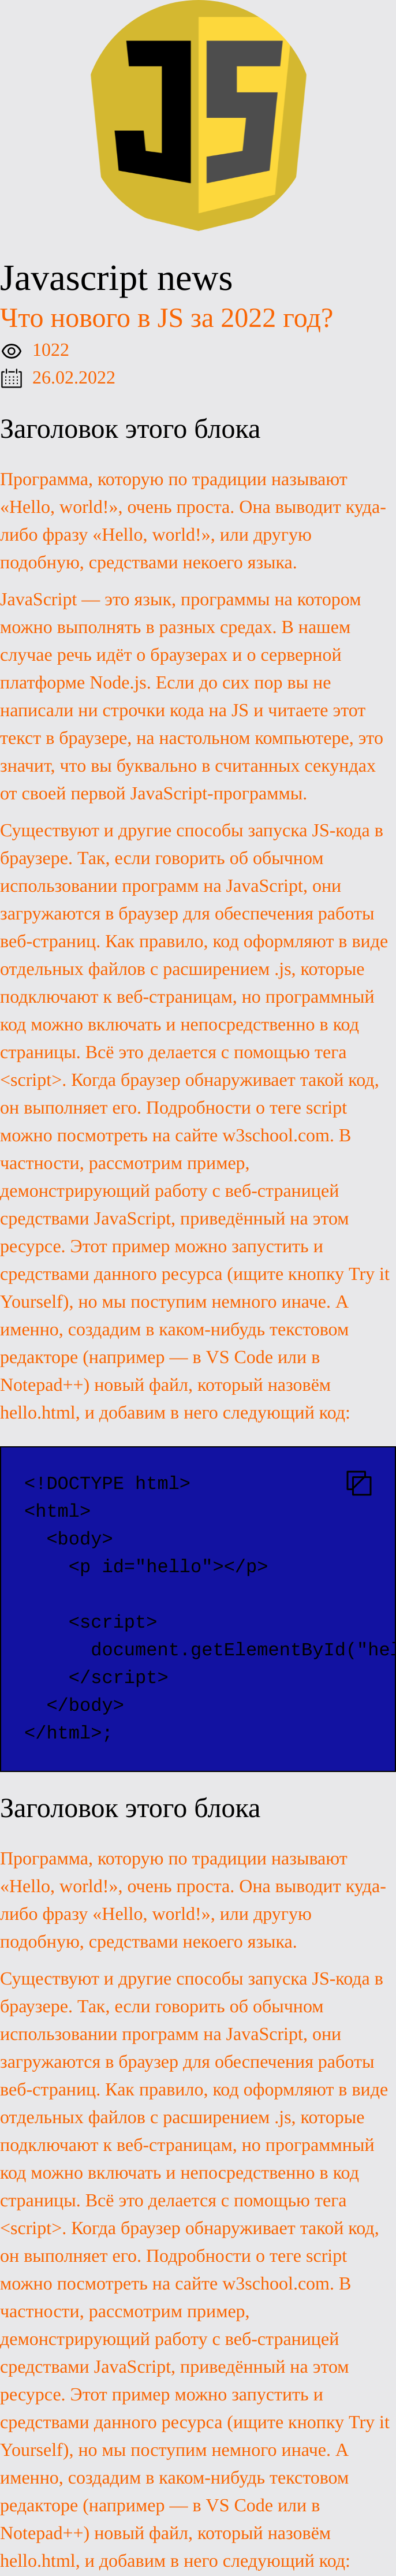 JS
Javascript news
Что нового в JS за 2022 год?
1022
26.02.2022
Заголовок этого блока
Программа, которую по традиции называют
«Hello, world!», очень проста. Она выводит куда-
либо фразу «Hello, world!», или другую
подобную, средствами некоего языка.
JavaScript — это язык, программы на котором
можно выполнять в разных средах. В нашем
случае речь идёт о браузерах и о серверной
платформе Node.js. Если до сих пор вы не
написали ни строчки кода на JS и читаете этот
текст в браузере, на настольном компьютере, это
значит, что вы буквально в считанных секундах
от своей первой JavaScript-программы.
Существуют и другие способы запуска JS-кода в
браузере. Так, если говорить об обычном
использовании программ на JavaScript, они
загружаются в браузер для обеспечения работы
веб-страниц. Как правило, код оформляют в виде
отдельных файлов с расширением .js, которые
подключают к веб-страницам, но программный
код можно включать и непосредственно в код
страницы. Всё это делается с помощью тега
<script>. Когда браузер обнаруживает такой код,
он выполняет его. Подробности о теге script
можно посмотреть на сайте w3school.com. В
частности, рассмотрим пример,
демонстрирующий работу с веб-страницей
средствами JavaScript, приведённый на этом
ресурсе. Этот пример можно запустить и
средствами данного ресурса (ищите кнопку Try it
Yourself), но мы поступим немного иначе. А
именно, создадим в каком-нибудь текстовом
редакторе (например — в VS Code или в
Notepad++) новый файл, который назовём
hello.html, и добавим в него следующий код:
<!DOCTYPE html>
<html>
<body>
<p id="hello"></p>
<script>
document.getElementById("hel
</script>
</body>
</html>;
Заголовок этого блока
Программа, которую по традиции называют
«Hello, world!», очень проста. Она выводит куда-
либо фразу «Hello, world!», или другую
подобную, средствами некоего языка.
Существуют и другие способы запуска JS-кода в
браузере. Так, если говорить об обычном
использовании программ на JavaScript, они
загружаются в браузер для обеспечения работы
веб-страниц. Как правило, код оформляют в виде
отдельных файлов с расширением .js, которые
подключают к веб-страницам, но программный
код можно включать и непосредственно в код
страницы. Всё это делается с помощью тега
<script>. Когда браузер обнаруживает такой код,
он выполняет его. Подробности о теге script
можно посмотреть на сайте w3school.com. В
частности, рассмотрим пример,
демонстрирующий работу с веб-страницей
средствами JavaScript, приведённый на этом
ресурсе. Этот пример можно запустить и
средствами данного ресурса (ищите кнопку Try it
Yourself), но мы поступим немного иначе. А
именно, создадим в каком-нибудь текстовом
редакторе (например — в VS Code или в
Notepad++) новый файл, который назовём
hello.html, и добавим в него следующий код: